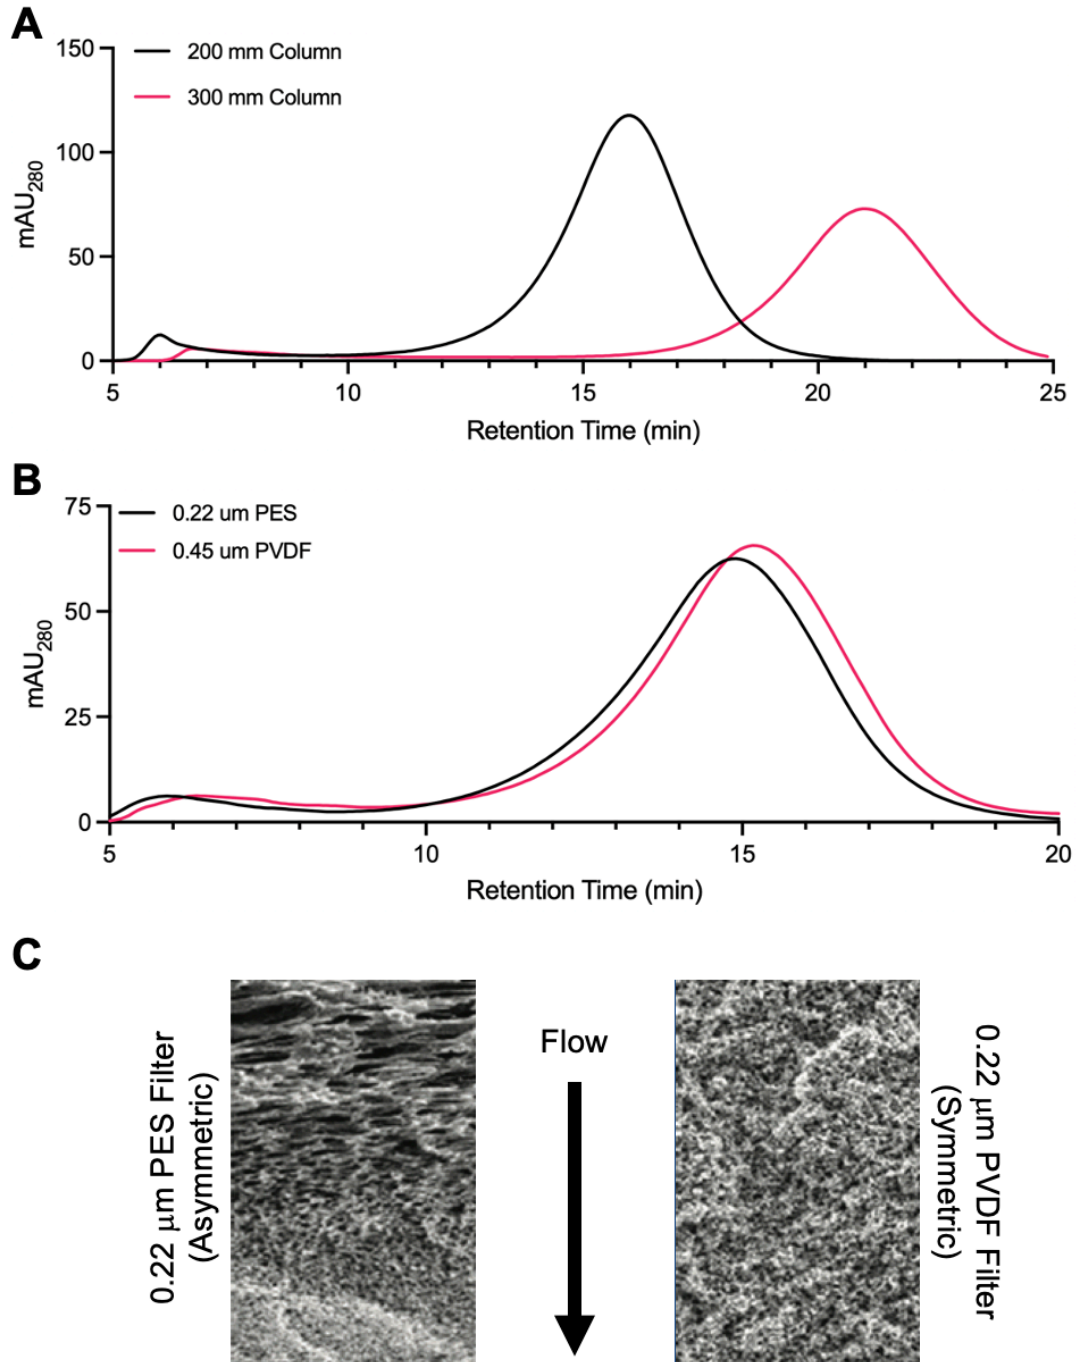 A
150
200 mm Column
300 mm Column
100
mAU280
50
0
5
10
15
20
25
Retention Time (min)
B
75
0.22 um PES
0.45 um PVDF
50
mAU280
25
0
5
10
15
20
Retention Time (min)
C
0.22 μm PES Filter
(Asymmetric)
Flow
0.22 μm PVDF Filter
(Symmetric)